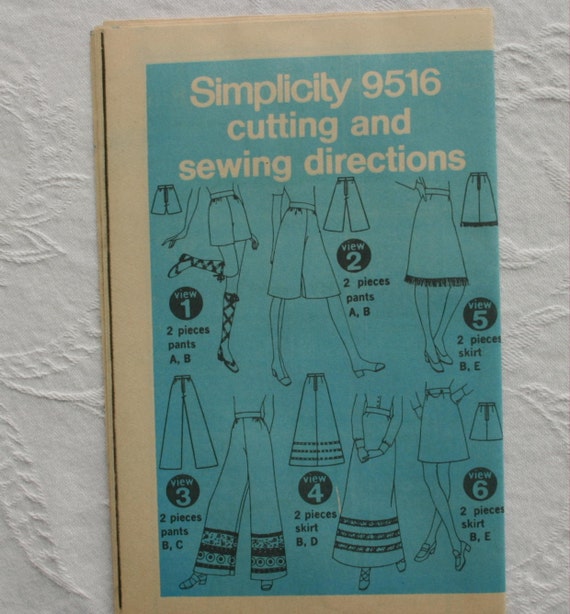 Simplicity 9516
cutting and
sewing directions
view
1
2 pieces
pants
A, B
view
2
2 pieces
pants
A, B
view
5
2 pieces
skirt
B, E
view
3
2 pieces
pants
B, C
view
4
2 pieces
skirt
B, D
view
6
2 pieces
skirt
B, E